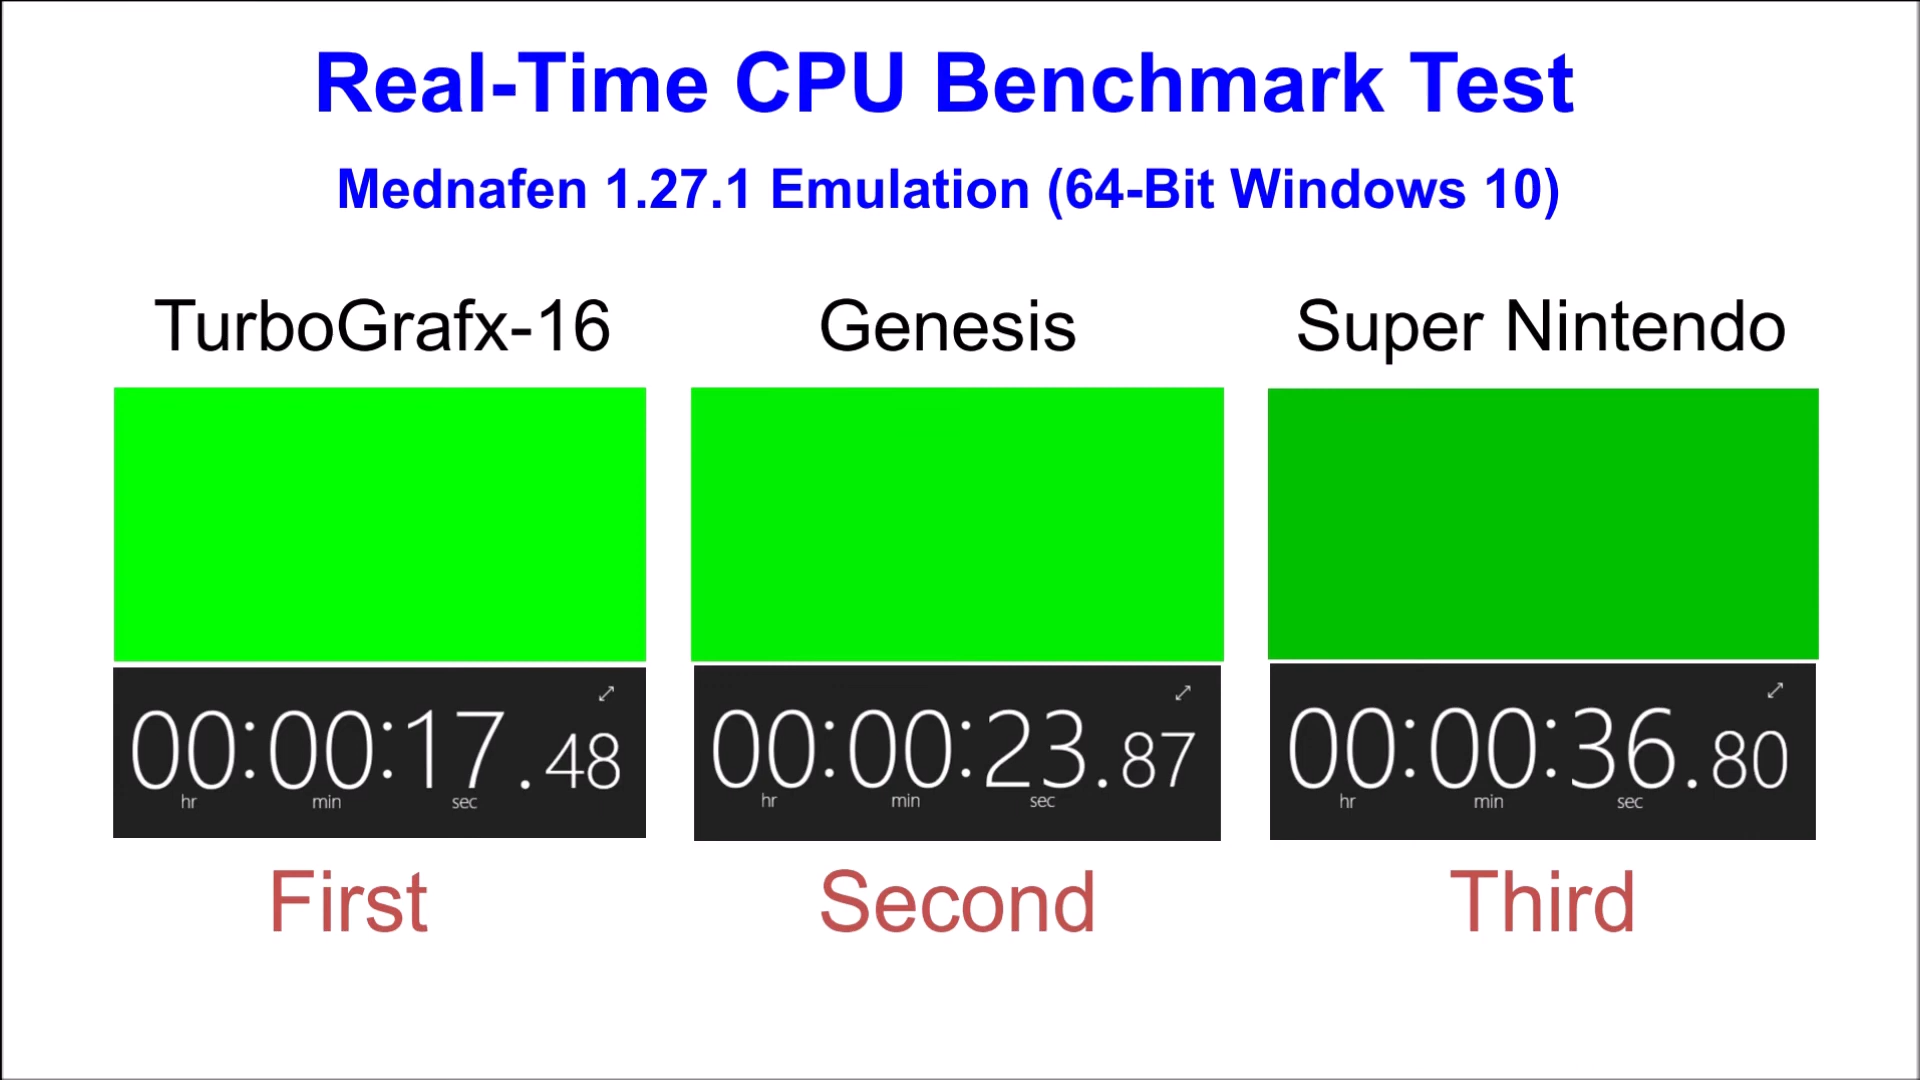 Real-Time CPU Benchmark Test
Mednafen 1.27.1 Emulation (64-Bit Windows 10)
TurboGrafx-16 Genesis Super Nintendo
00:00:17.48 00:00:23.87 00:00:36.80
hr min sec hr min sec hr min sec
First Second Third